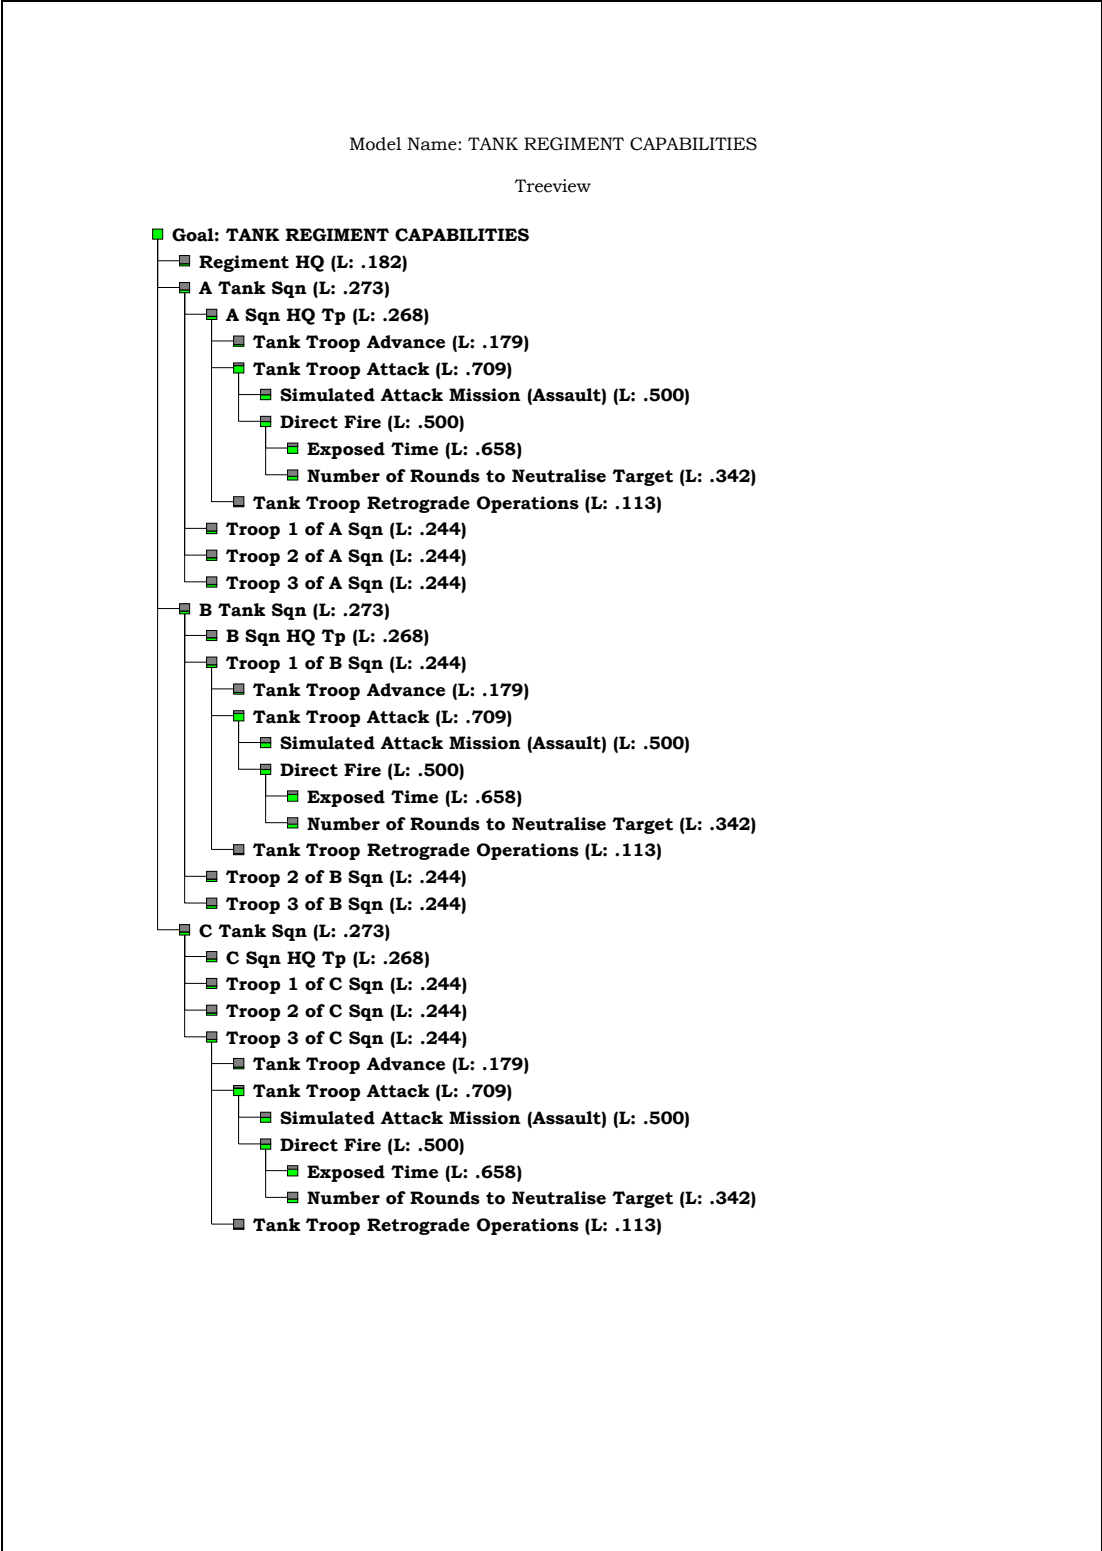 Model Name: TANK REGIMENT CAPABILITIES
Treeview
Goal: TANK REGIMENT CAPABILITIES
Regiment HQ (L: .182)
A Tank Sqn (L: .273)
A Sqn HQ Tp (L: .268)
Tank Troop Advance (L: .179)
Tank Troop Attack (L: .709)
Simulated Attack Mission (Assault) (L: .500)
Direct Fire (L: .500)
Exposed Time (L: .658)
Number of Rounds to Neutralise Target (L: .342)
Tank Troop Retrograde Operations (L: .113)
Troop 1 of A Sqn (L: .244)
Troop 2 of A Sqn (L: .244)
Troop 3 of A Sqn (L: .244)
B Tank Sqn (L: .273)
B Sqn HQ Tp (L: .268)
Troop 1 of B Sqn (L: .244)
Tank Troop Advance (L: .179)
Tank Troop Attack (L: .709)
Simulated Attack Mission (Assault) (L: .500)
Direct Fire (L: .500)
Exposed Time (L: .658)
Number of Rounds to Neutralise Target (L: .342)
Tank Troop Retrograde Operations (L: .113)
Troop 2 of B Sqn (L: .244)
Troop 3 of B Sqn (L: .244)
C Tank Sqn (L: .273)
C Sqn HQ Tp (L: .268)
Troop 1 of C Sqn (L: .244)
Troop 2 of C Sqn (L: .244)
Troop 3 of C Sqn (L: .244)
Tank Troop Advance (L: .179)
Tank Troop Attack (L: .709)
Simulated Attack Mission (Assault) (L: .500)
Direct Fire (L: .500)
Exposed Time (L: .658)
Number of Rounds to Neutralise Target (L: .342)
Tank Troop Retrograde Operations (L: .113)